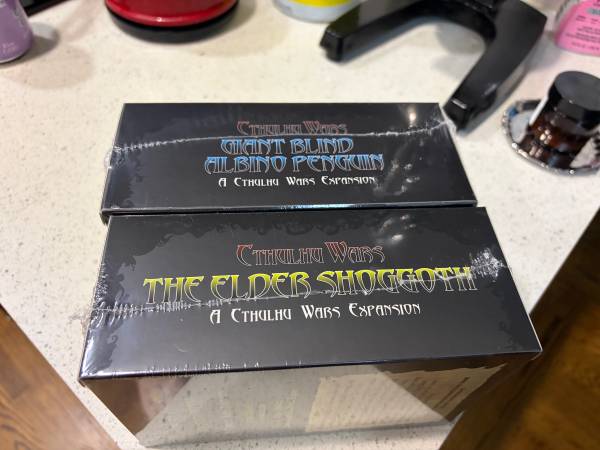 Cthulhu Wars
Giant Blind
Albino Penguin
A Cthulhu Wars Expansion
Cthulhu Wars
The Elder Shoggoth
A Cthulhu Wars Expansion